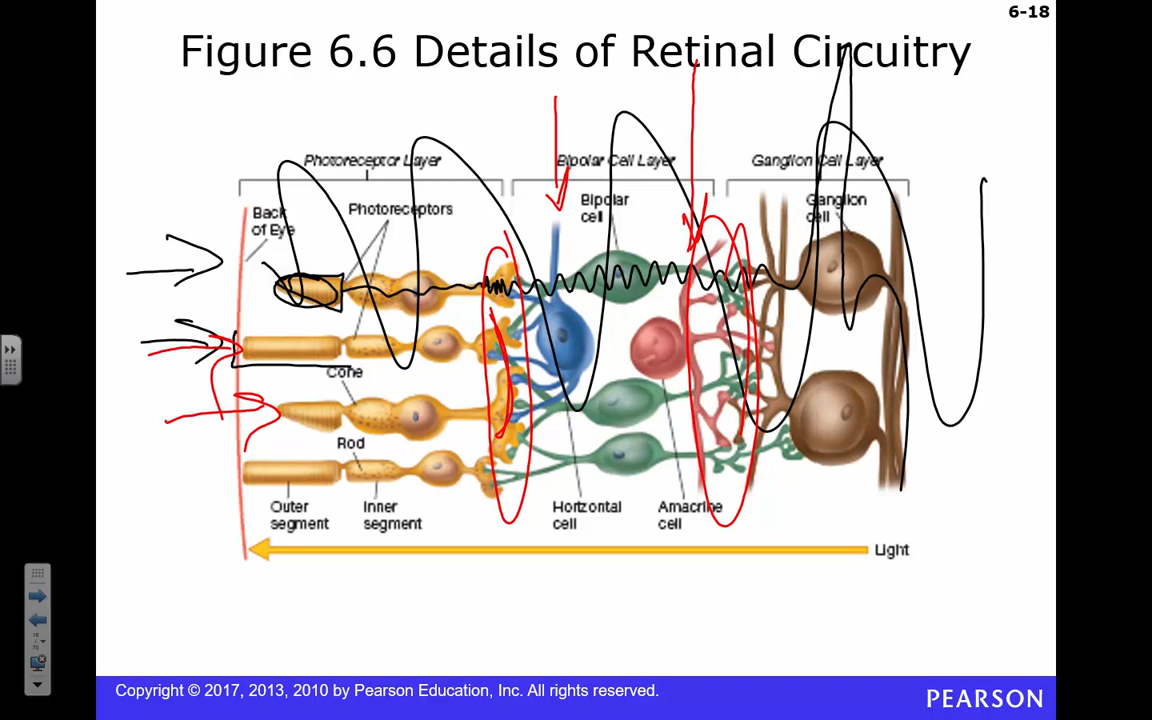 6-18
Figure 6.6 Details of Retinal Circuitry
Photoreceptor Layer
Bipolar Cell Layer
Ganglion Cell Layer
Back
of Eye
Photoreceptors
Bipolar
cell
Ganglion
cell
Cone
Rod
Outer
segment
Inner
segment
Horizontal
cell
Amacrine
cell
Light
Copyright © 2017, 2013, 2010 by Pearson Education, Inc. All rights reserved.
PEARSON